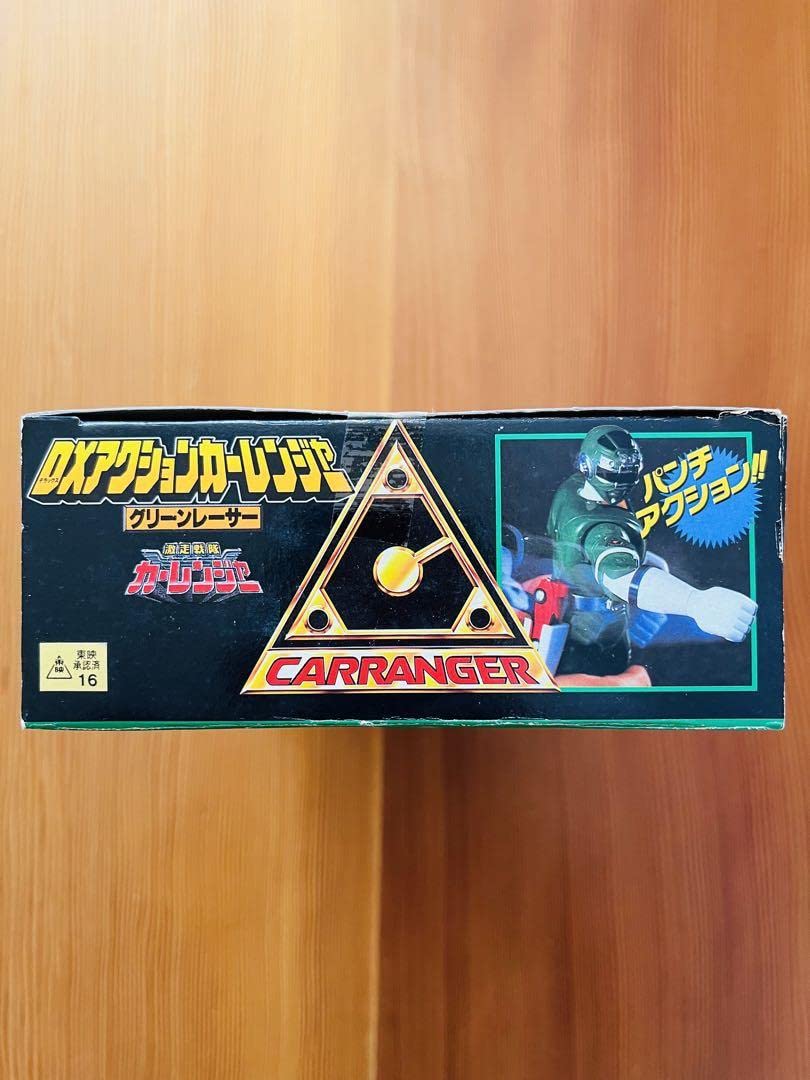 DXアクションカーレンジャー
デラックス
グリーンレーサー
激走戦隊
カーレンジャー
東映
東映
承認済
16
CARRANGER
パンチ
アクション!!